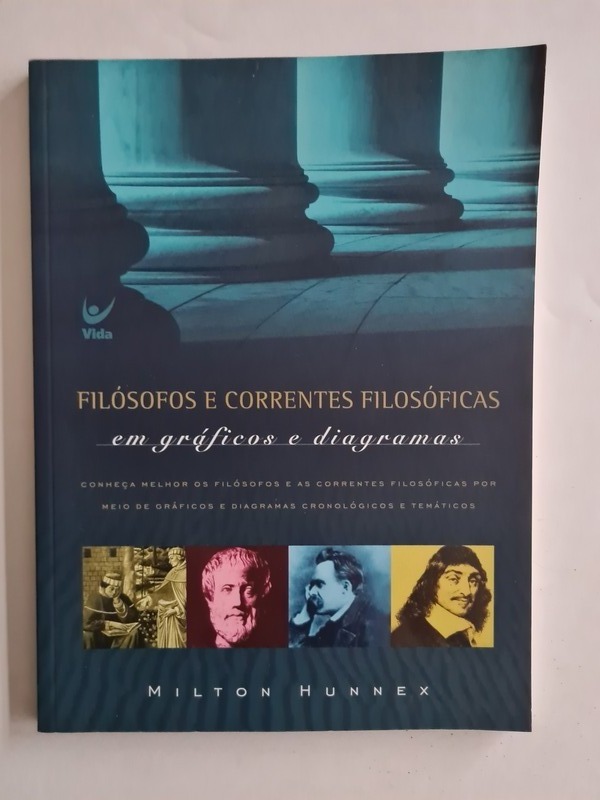 Vida
FILÓSOFOS E CORRENTES FILOSÓFICAS
em gráficos e diagramas
CONHEÇA MELHOR OS FILÓSOFOS E AS CORRENTES FILOSÓFICAS POR
MEIO DE GRÁFICOS E DIAGRAMAS CRONOLÓGICOS E TEMÁTICOS
MILTON HUNNEX